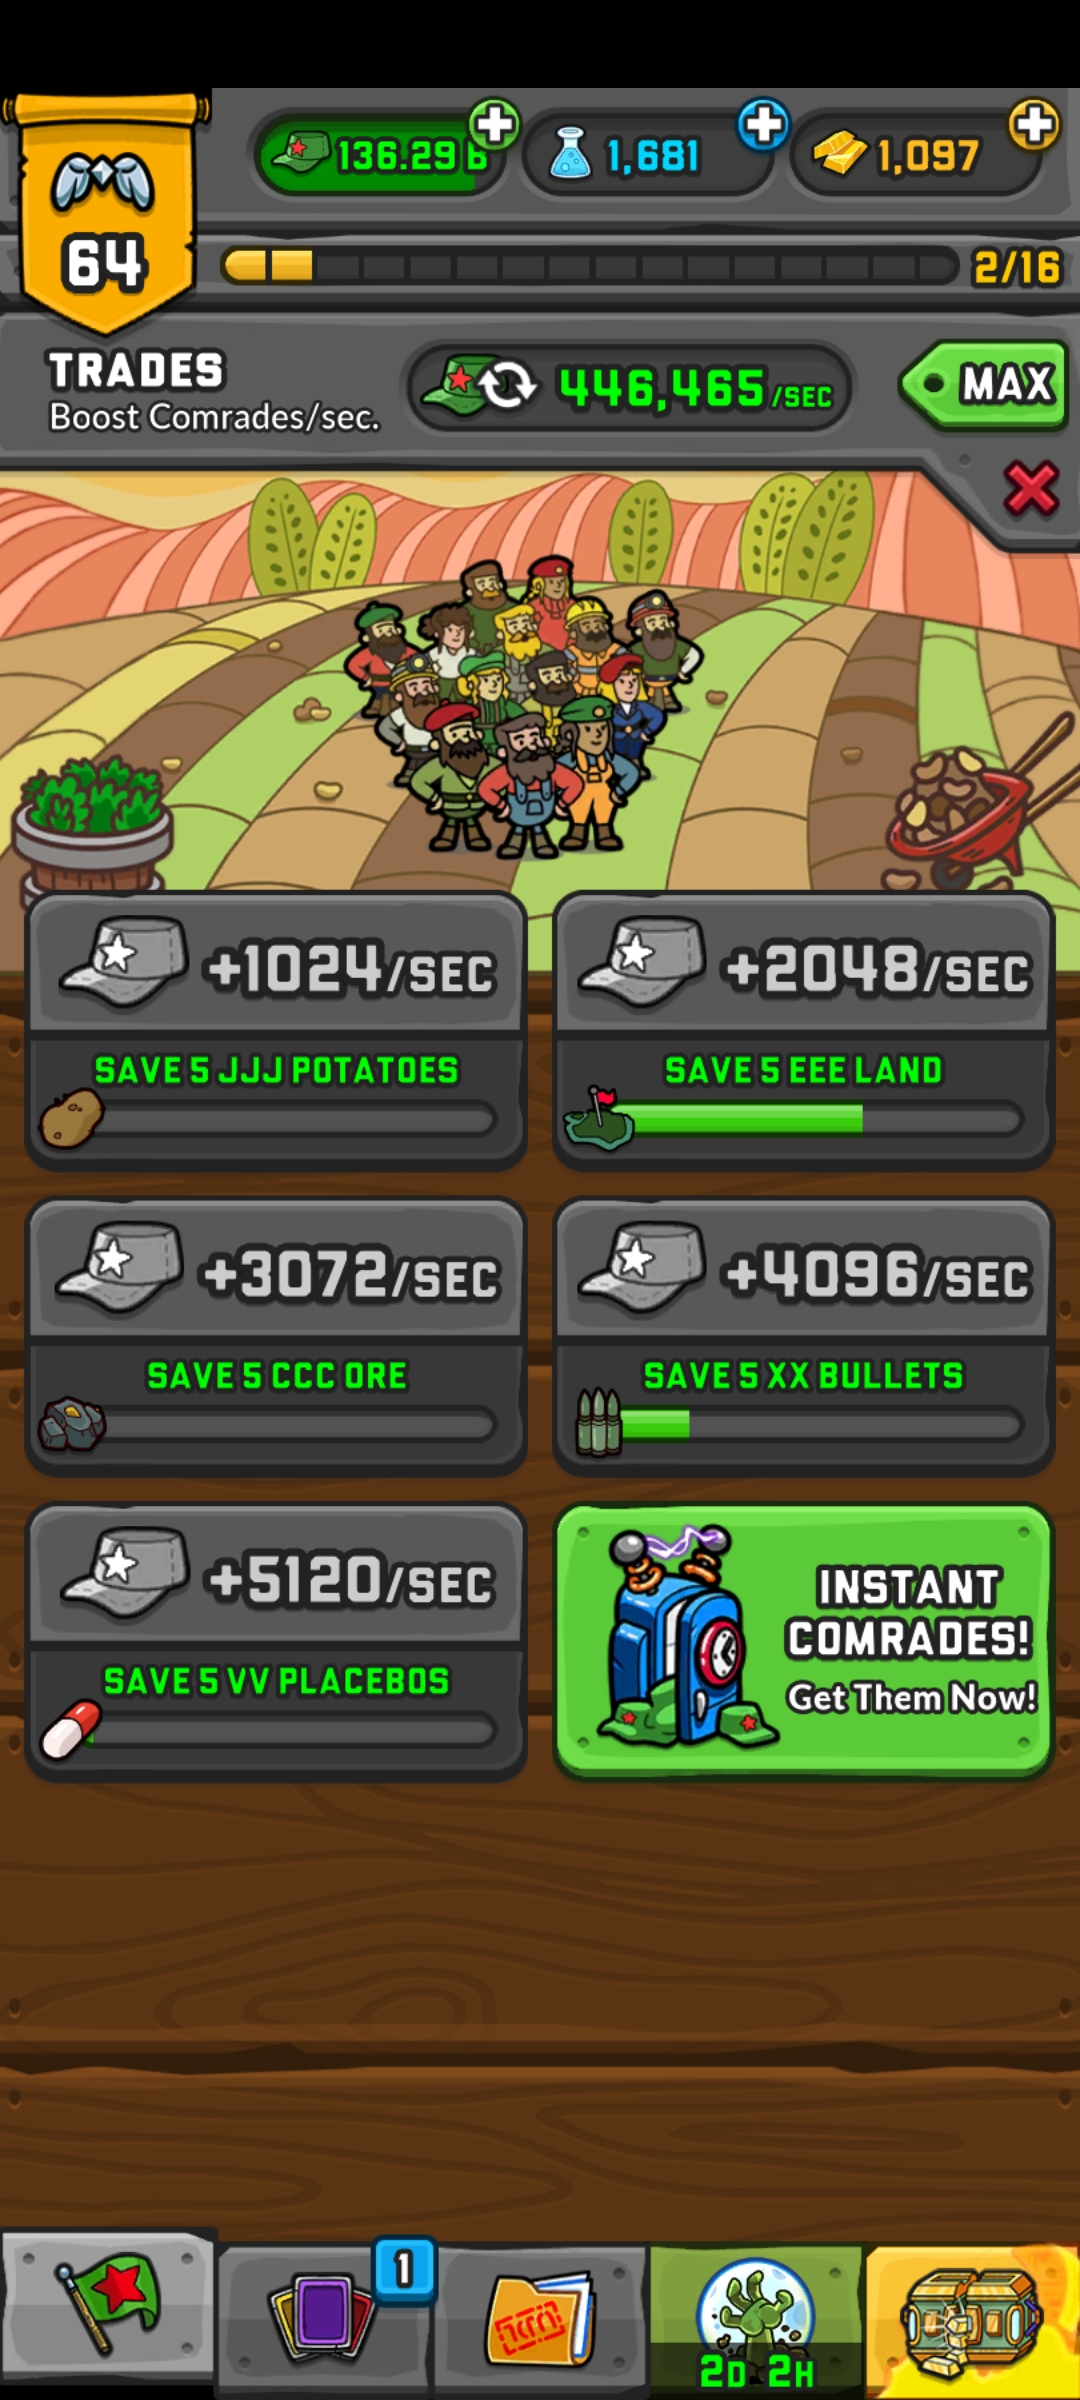 136.29 B
1,681
1,097
64
2/16
TRADES
Boost Comrades/sec.
446,465/SEC
MAX
+1024/SEC
+2048/SEC
SAVE 5 JJJ POTATOES
SAVE 5 EEE LAND
+3072/SEC
+4096/SEC
SAVE 5 CCC ORE
SAVE 5 XX BULLETS
+5120/SEC
INSTANT
COMRADES!
Get Them Now!
SAVE 5 VV PLACEBOS
1
2D 2H